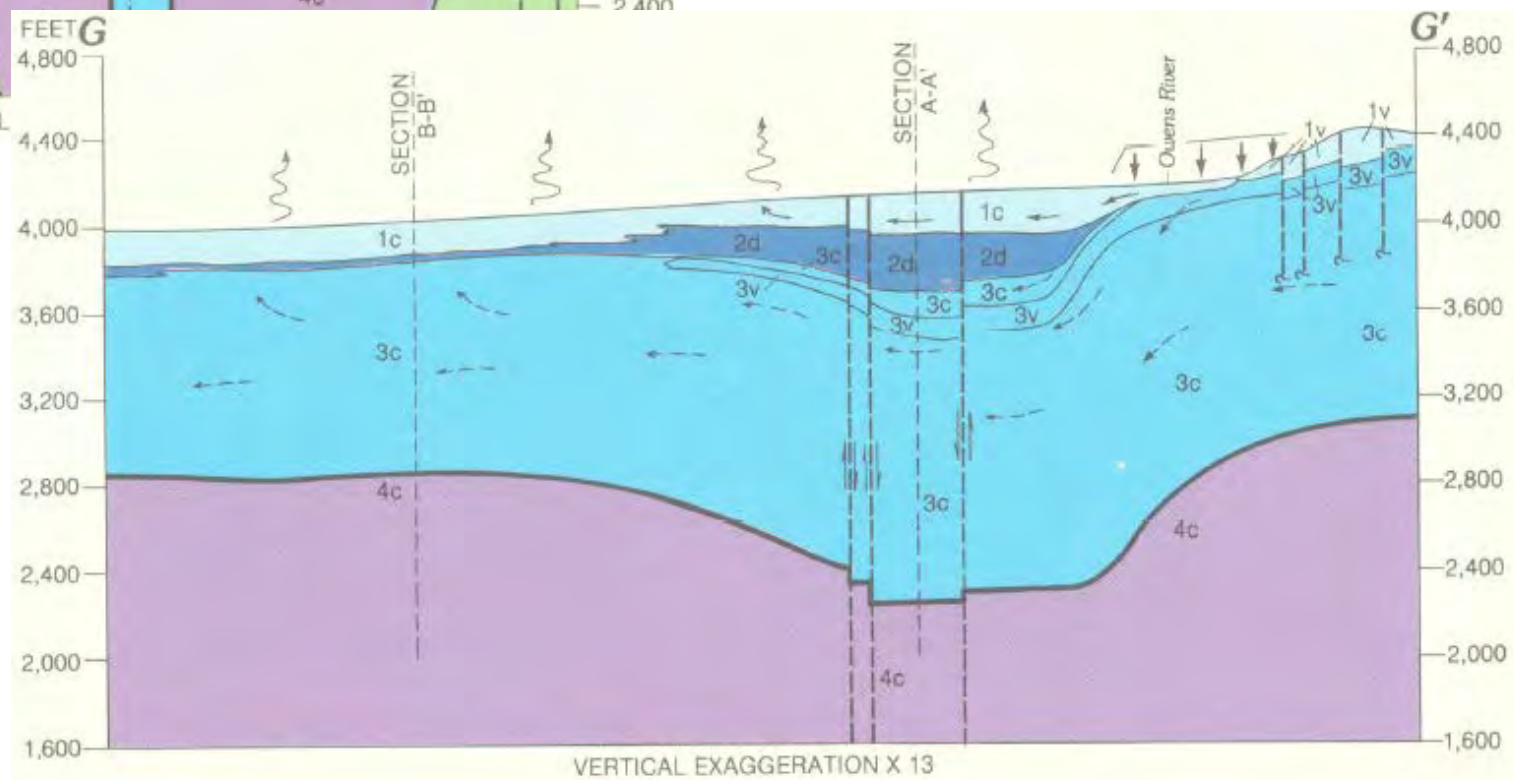 4c
2,400
FEET G
G'
4,800
4,400
4,000
3,600
3,200
2,800
2,400
2,000
1,600
4,800
4,400
4,000
3,600
3,200
2,800
2,400
2,000
1,600
SECTION
B-B'
SECTION
A-A'
Owens River
1v
1v
3v
3v
3v
1c
1c
2d
2d
2d
3c
3c
3c
3v
3v
3v
3c
3c
3c
3c
4c
4c
4c
VERTICAL EXAGGERATION X 13